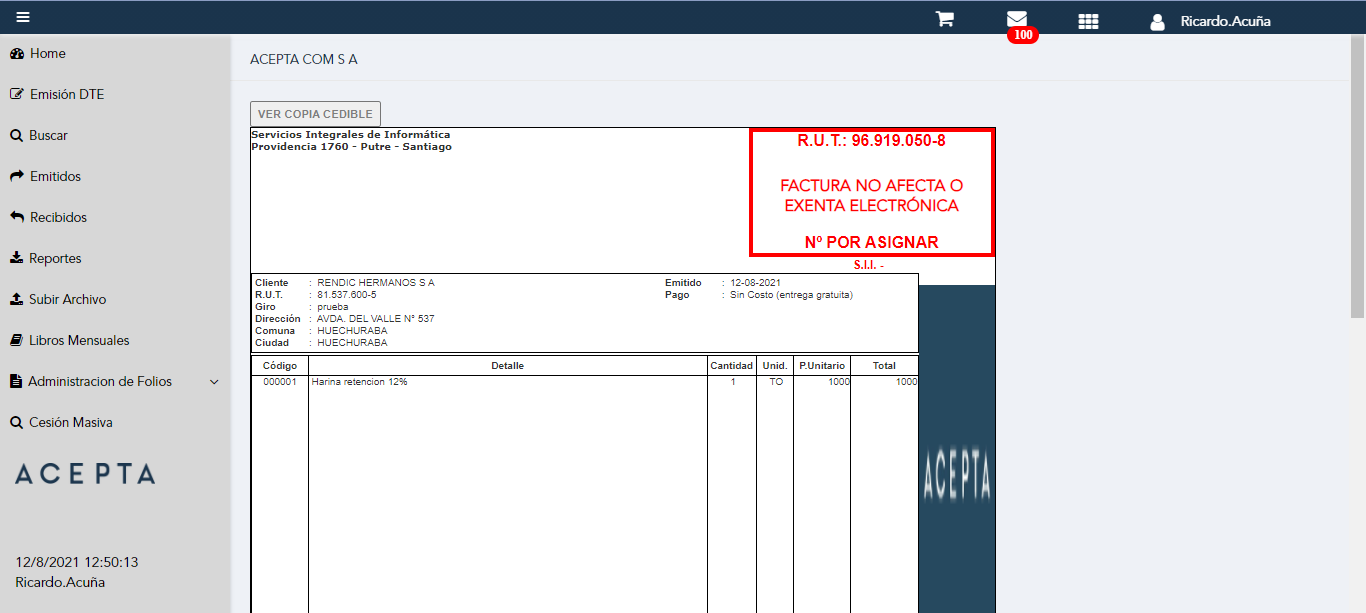 100
Ricardo.Acuña
Home
Emisión DTE
Buscar
Emitidos
Recibidos
Reportes
Subir Archivo
Libros Mensuales
Administracion de Folios
Cesión Masiva
ACEPTA
12/8/2021 12:50:13
Ricardo.Acuña
ACEPTA COM S A
VER COPIA CEDIBLE
Servicios Integrales de Informática
Providencia 1760 - Putre - Santiago
R.U.T.: 96.919.050-8
FACTURA NO AFECTA O
EXENTA ELECTRÓNICA
Nº POR ASIGNAR
S.I.I. -
Cliente : RENDIC HERMANOS S A Emitido : 12-08-2021
R.U.T. : 81.537.600-5 Pago : Sin Costo (entrega gratuita)
Giro : prueba
Dirección : AVDA. DEL VALLE N° 537
Comuna : HUECHURABA
Ciudad : HUECHURABA
Código Detalle Cantidad Unid. P.Unitario Total
000001 Harina retencion 12% 1 TO 1000 1000
ACEPTA